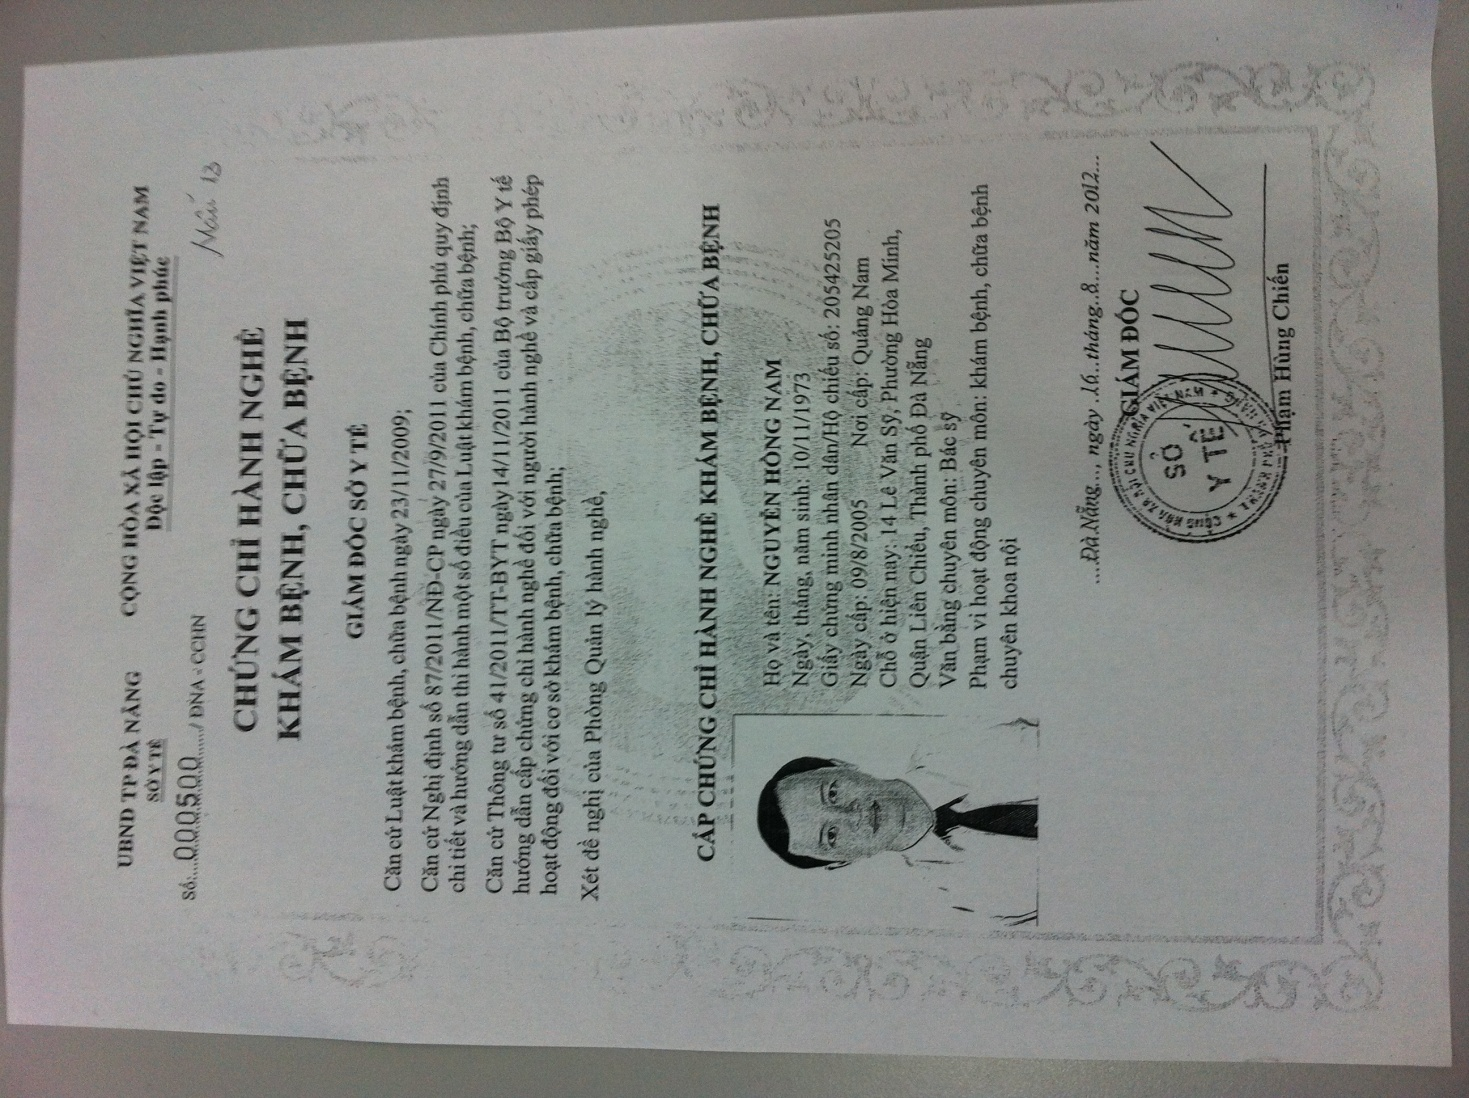 UBND TP ĐÀ NẴNG
SỞ Y TẾ
CỘNG HÒA XÃ HỘI CHỦ NGHĨA VIỆT NAM
Độc lập - Tự do - Hạnh phúc
Số:...000500..../ ĐNA - CCHN
Mẫu 13
CHỨNG CHỈ HÀNH NGHỀ
KHÁM BỆNH, CHỮA BỆNH
GIÁM ĐỐC SỞ Y TẾ
Căn cứ Luật khám bệnh, chữa bệnh ngày 23/11/2009;
Căn cứ Nghị định số 87/2011/NĐ-CP ngày 27/9/2011 của Chính phủ quy định
chi tiết và hướng dẫn thi hành một số điều của Luật khám bệnh, chữa bệnh;
Căn cứ Thông tư số 41/2011/TT-BYT ngày 14/11/2011 của Bộ trưởng Bộ Y tế
hướng dẫn cấp chứng chỉ hành nghề đối với người hành nghề và cấp giấy phép
hoạt động đối với cơ sở khám bệnh, chữa bệnh;
Xét đề nghị của Phòng Quản lý hành nghề,
CẤP CHỨNG CHỈ HÀNH NGHỀ KHÁM BỆNH, CHỮA BỆNH
Họ và tên: NGUYỄN HỒNG NAM
Ngày, tháng, năm sinh: 10/11/1973
Giấy chứng minh nhân dân/Hộ chiếu số: 205425205
Ngày cấp: 09/8/2005 Nơi cấp: Quảng Nam
Chỗ ở hiện nay: 14 Lê Văn Sỹ, Phường Hòa Minh,
Quận Liên Chiểu, Thành phố Đà Nẵng
Văn bằng chuyên môn: Bác sỹ
Phạm vi hoạt động chuyên môn: khám bệnh, chữa bệnh
chuyên khoa nội
....Đà Nẵng..., ngày .16..tháng..8...năm 2012...
GIÁM ĐỐC
SỞ
Y TẾ
Phạm Hùng Chiến